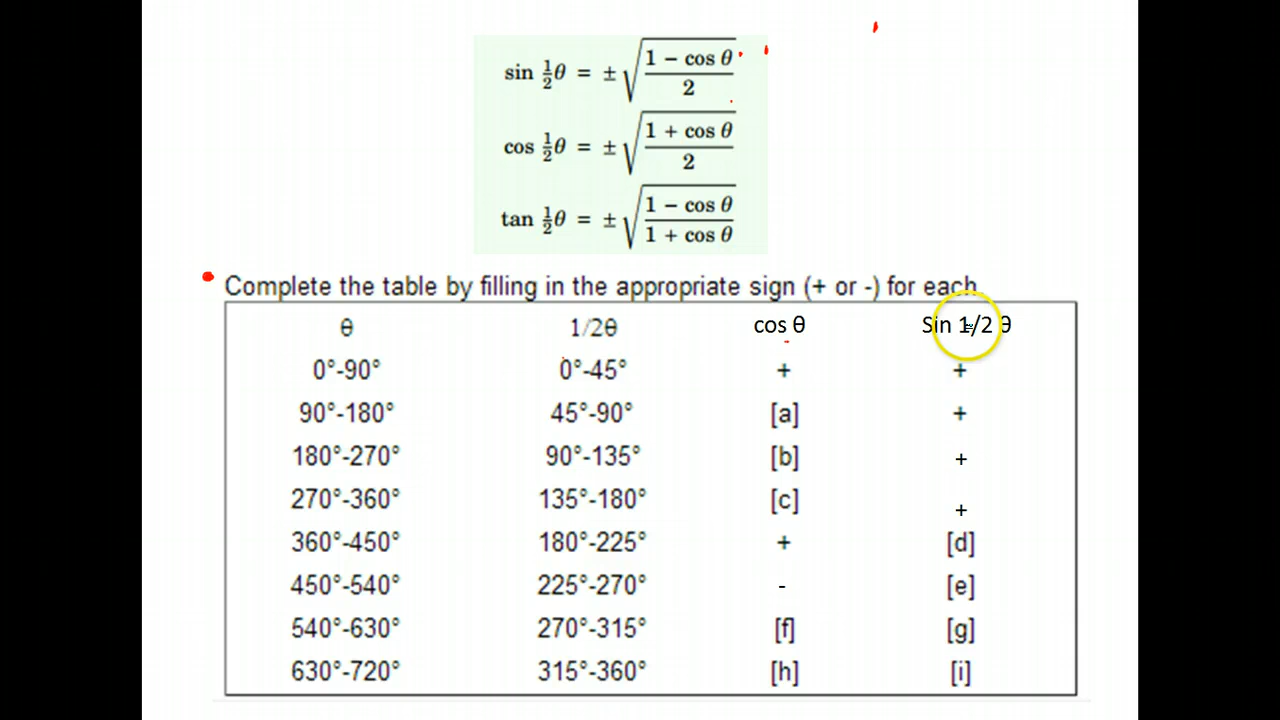 sin 1/2θ = ±√((1 − cos θ)/2)
cos 1/2θ = ±√((1 + cos θ)/2)
tan 1/2θ = ±√((1 − cos θ)/(1 + cos θ))
Complete the table by filling in the appropriate sign (+ or -) for each.
θ 1/2θ cos θ Sin 1/2 θ
0°-90° 0°-45° + +
90°-180° 45°-90° [a] +
180°-270° 90°-135° [b] +
270°-360° 135°-180° [c] +
360°-450° 180°-225° + [d]
450°-540° 225°-270° - [e]
540°-630° 270°-315° [f] [g]
630°-720° 315°-360° [h] [i]